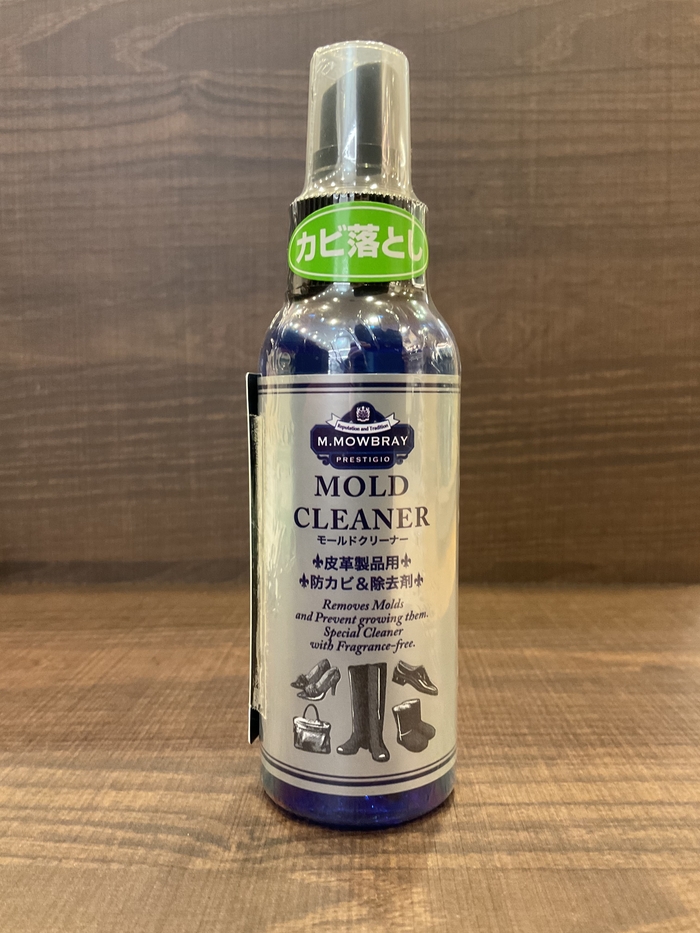 カビ落とし
Reputation and Tradition
M.MOWBRAY
PRESTIGIO
MOLD
CLEANER
モールドクリーナー
皮革製品用
防カビ&除去剤
Removes Molds
and Prevent growing them.
Special Cleaner
with Fragrance-free.